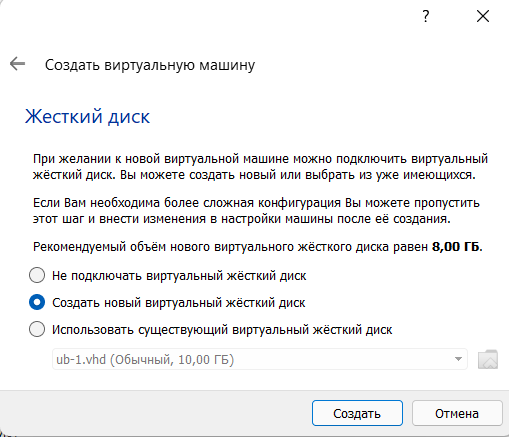 ?
Создать виртуальную машину
Жесткий диск
При желании к новой виртуальной машине можно подключить виртуальный
жёсткий диск. Вы можете создать новый или выбрать из уже имеющихся.
Если Вам необходима более сложная конфигурация Вы можете пропустить
этот шаг и внести изменения в настройки машины после её создания.
Рекомендуемый объём нового виртуального жёсткого диска равен 8,00 ГБ.
Не подключать виртуальный жёсткий диск
Создать новый виртуальный жёсткий диск
Использовать существующий виртуальный жёсткий диск
ub-1.vhd (Обычный, 10,00 ГБ)
Создать
Отмена